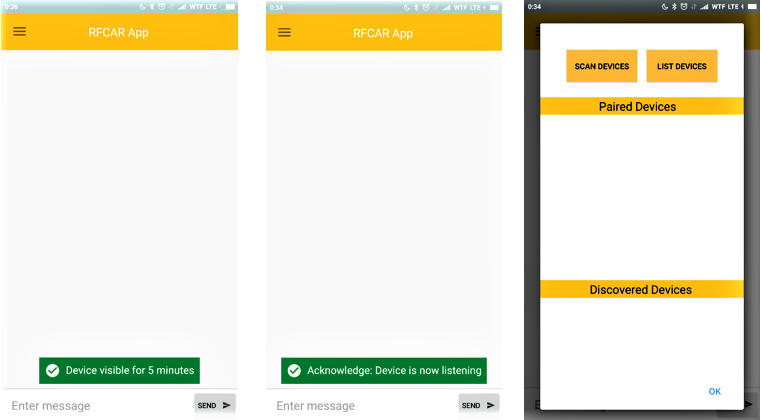 0:36
WTF LTE
RFCAR App
Device visible for 5 minutes
Enter message
SEND
0:34
WTF LTE
RFCAR App
Acknowledge: Device is now listening
Enter message
SEND
0:34
WTF LTE
SCAN DEVICES
LIST DEVICES
Paired Devices
Discovered Devices
OK